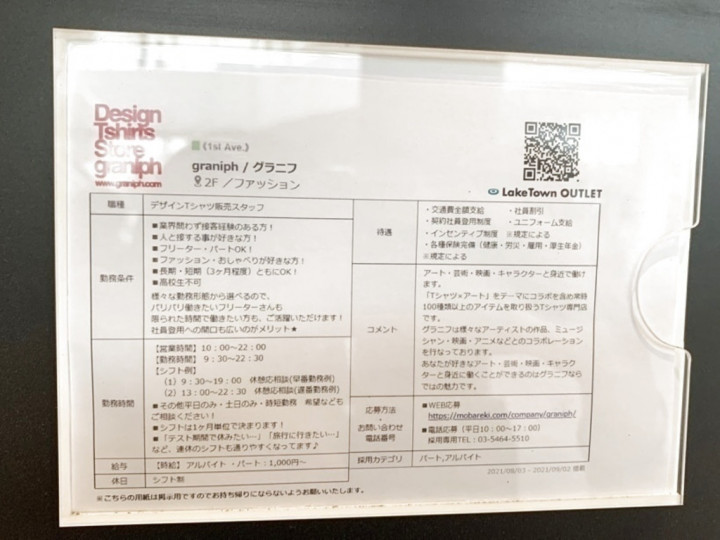 Design
Tshirts
Store
graniph
www.graniph.com
《1st Ave.》
graniph / グラニフ
2F ／ファッション
LakeTown OUTLET
職種
デザインTシャツ販売スタッフ
勤務条件
■業界問わず接客経験のある方！
■人と接する事が好きな方！
■フリーター・パートOK！
■ファッション・おしゃれが好きな方！
■長期・短期（3ヶ月程度）ともにOK！
■高校生不可
様々な勤務形態から選べるので、
バリバリ働きたいフリーターさんも
限られた時間で働きたい方も、ご活躍いただけます！
社員登用への間口も広いのがメリット★
勤務時間
【営業時間】10：00～22：00
【勤務時間】 9：30～22：30
【シフト例】
（1）9：30～19：00 休憩応相談(早番勤務例)
（2）13：00～22：30 休憩応相談(遅番勤務例)
■その他平日のみ・土日のみ・時短勤務 希望なども
ご相談ください！
■シフトは1ヶ月単位で決まります！
■「テスト期間で休みたい…」「旅行に行きたい…」
など、連休のシフトも通りやすくなってます♪
給与
【時給】 アルバイト・パート：1,000円～
休日
シフト制
※こちらの用紙は掲示用ですのでお持ち帰りにならないようお願いいたします。
待遇
・交通費全額支給 ・社員割引
・契約社員登用制度 ・ユニフォーム支給
・インセンティブ制度 ※規定による
・各種保険完備（健康・労災・雇用・厚生年金）
※規定による
コメント
アート・芸術・映画・キャラクターと身近で働け
ます。
「Tシャツ×アート」をテーマにコラボを含め常時
100種類以上のアイテムを取り扱うTシャツ専門店
です。
グラニフは様々なアーティストの作品、ミュージ
シャン・映画・アニメなどとのコラボレーション
を行なっております。
あなたが好きなアート・芸術・映画・キャラク
ターと身近に働くことができるのはグラニフなら
ではの魅力です。
応募方法
・
お問い合わせ
電話番号
■WEB応募
https://mobareki.com/company/graniph/
■電話応募（平日10：00～17：00）
採用専用TEL：03-5464-5510
採用カテゴリ
パート,アルバイト
2021/08/03 - 2021/09/02 掲載